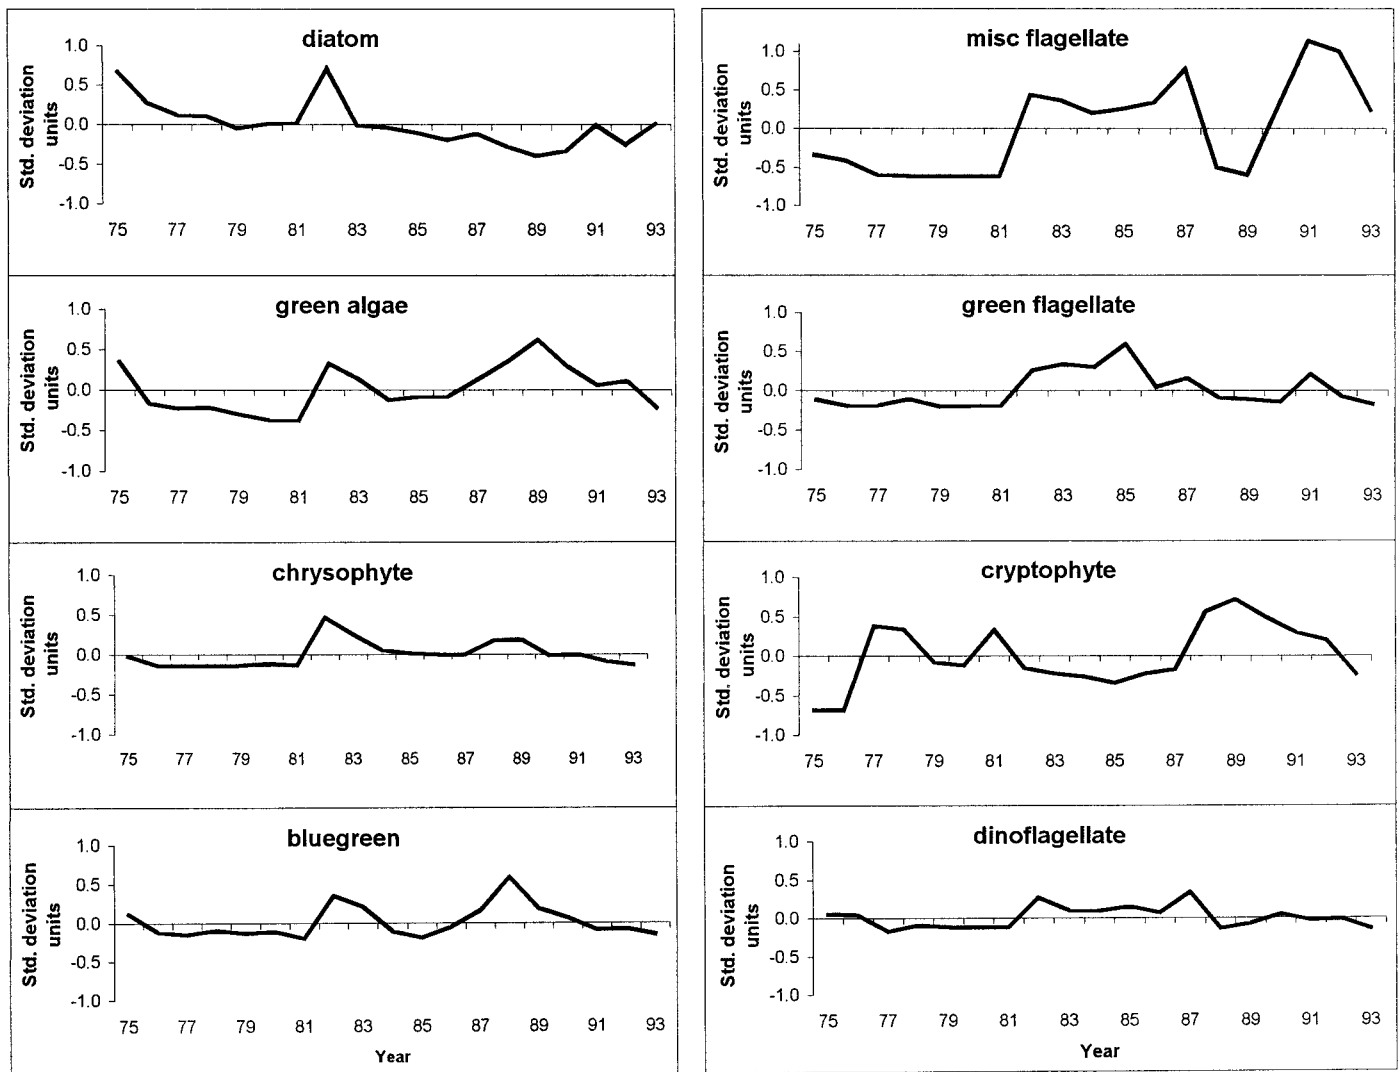 diatom
1.0
0.5
0.0
-0.5
-1.0
Std. deviation
units
75 77 79 81 83 85 87 89 91 93
green algae
1.0
0.5
0.0
-0.5
-1.0
Std. deviation
units
75 77 79 81 83 85 87 89 91 93
chrysophyte
1.0
0.5
0.0
-0.5
-1.0
Std. deviation
units
75 77 79 81 83 85 87 89 91 93
bluegreen
1.0
0.5
0.0
-0.5
-1.0
Std. deviation
units
75 77 79 81 83 85 87 89 91 93
Year
misc flagellate
1.0
0.5
0.0
-0.5
-1.0
Std. deviation
units
75 77 79 81 83 85 87 89 91 93
green flagellate
1.0
0.5
0.0
-0.5
-1.0
Std. deviation
units
75 77 79 81 83 85 87 89 91 93
cryptophyte
1.0
0.5
0.0
-0.5
-1.0
Std. deviation
units
75 77 79 81 83 85 87 89 91 93
dinoflagellate
1.0
0.5
0.0
-0.5
-1.0
Std. deviation
units
75 77 79 81 83 85 87 89 91 93
Year